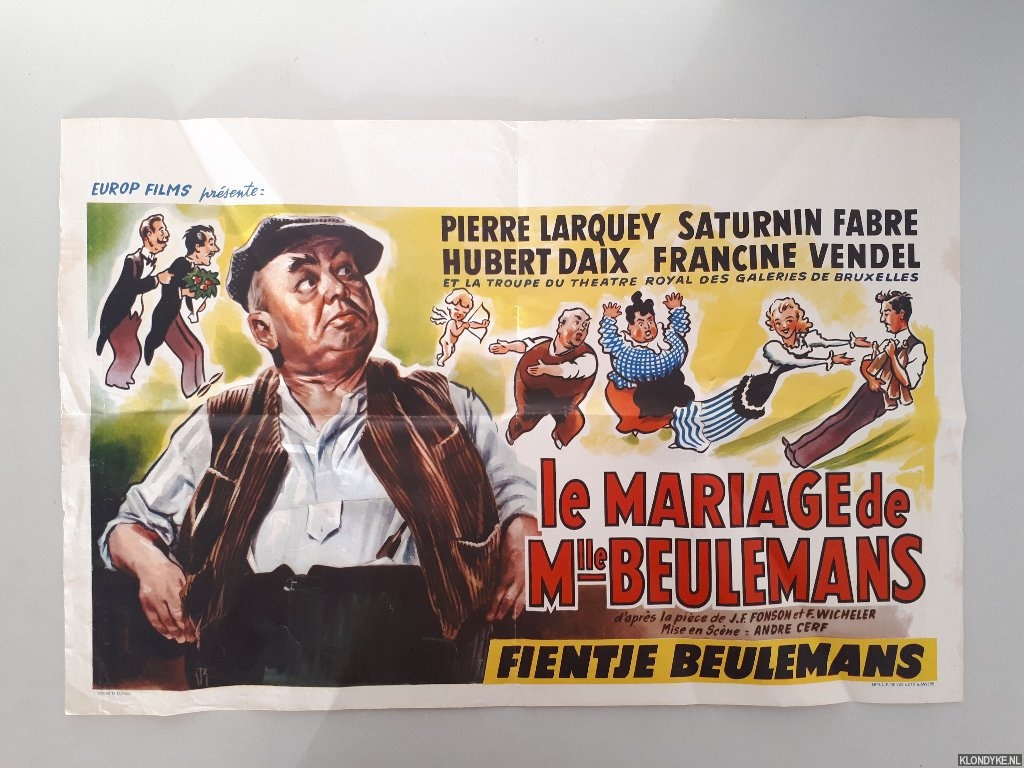 EUROP FILMS présente:
PIERRE LARQUEY SATURNIN FABRE
HUBERT DAIX FRANCINE VENDEL
ET LA TROUPE DU THEATRE ROYAL DES GALERIES DE BRUXELLES
le MARIAGE de
Mlle BEULEMANS
d'après la pièce de J.F. FONSON et F. WICHELER
Mise en Scène: ANDRE CERF
FIENTJE BEULEMANS
KLONDYKE.NL